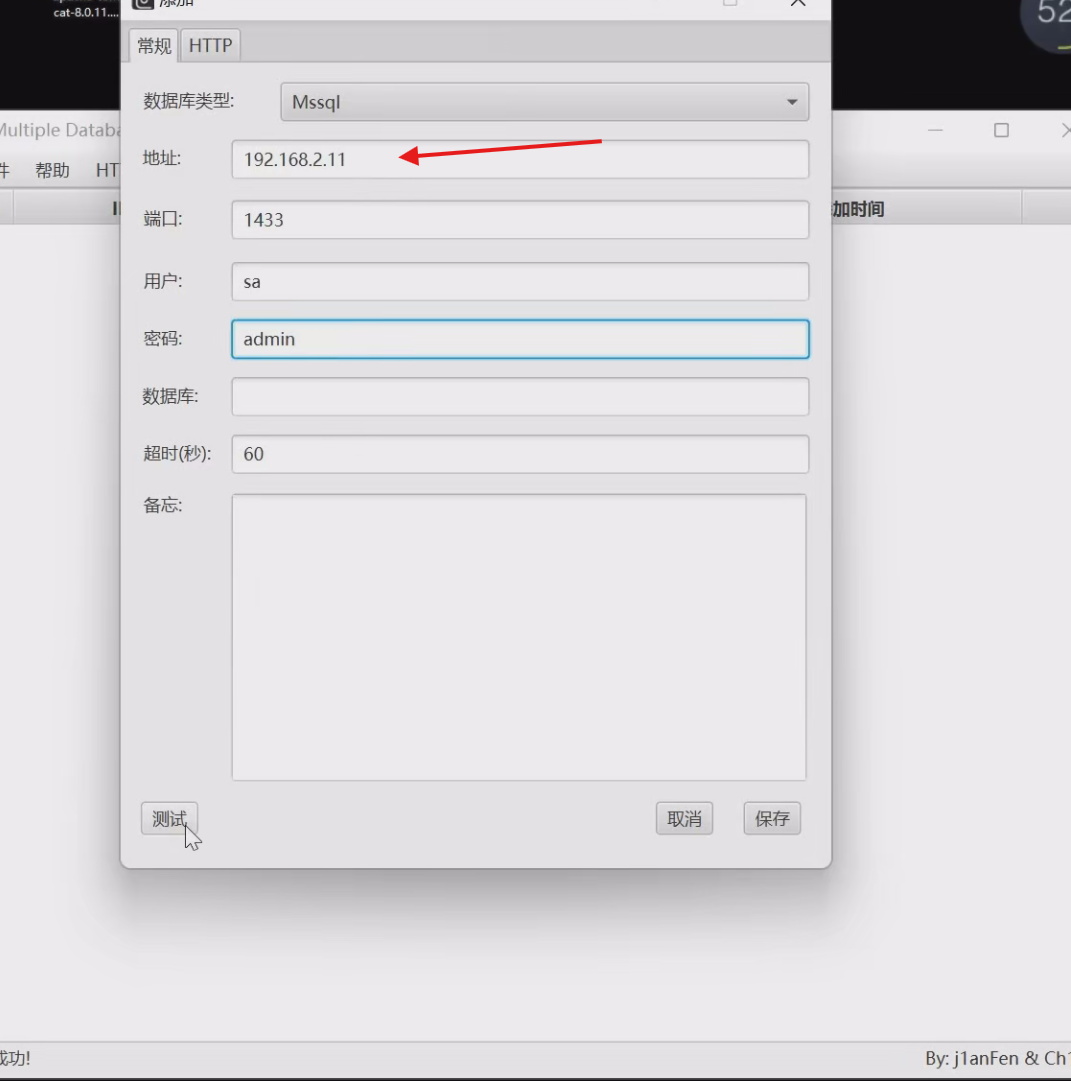 cat-8.0.11....
添加
52
常规 HTTP
数据库类型: Mssql
Multiple Databa
地址: 192.168.2.11
件 帮助 HT
端口: 1433
加时间
用户: sa
密码: admin
数据库:
超时(秒): 60
备忘:
测试 取消 保存
成功!
By: j1anFen & Ch1